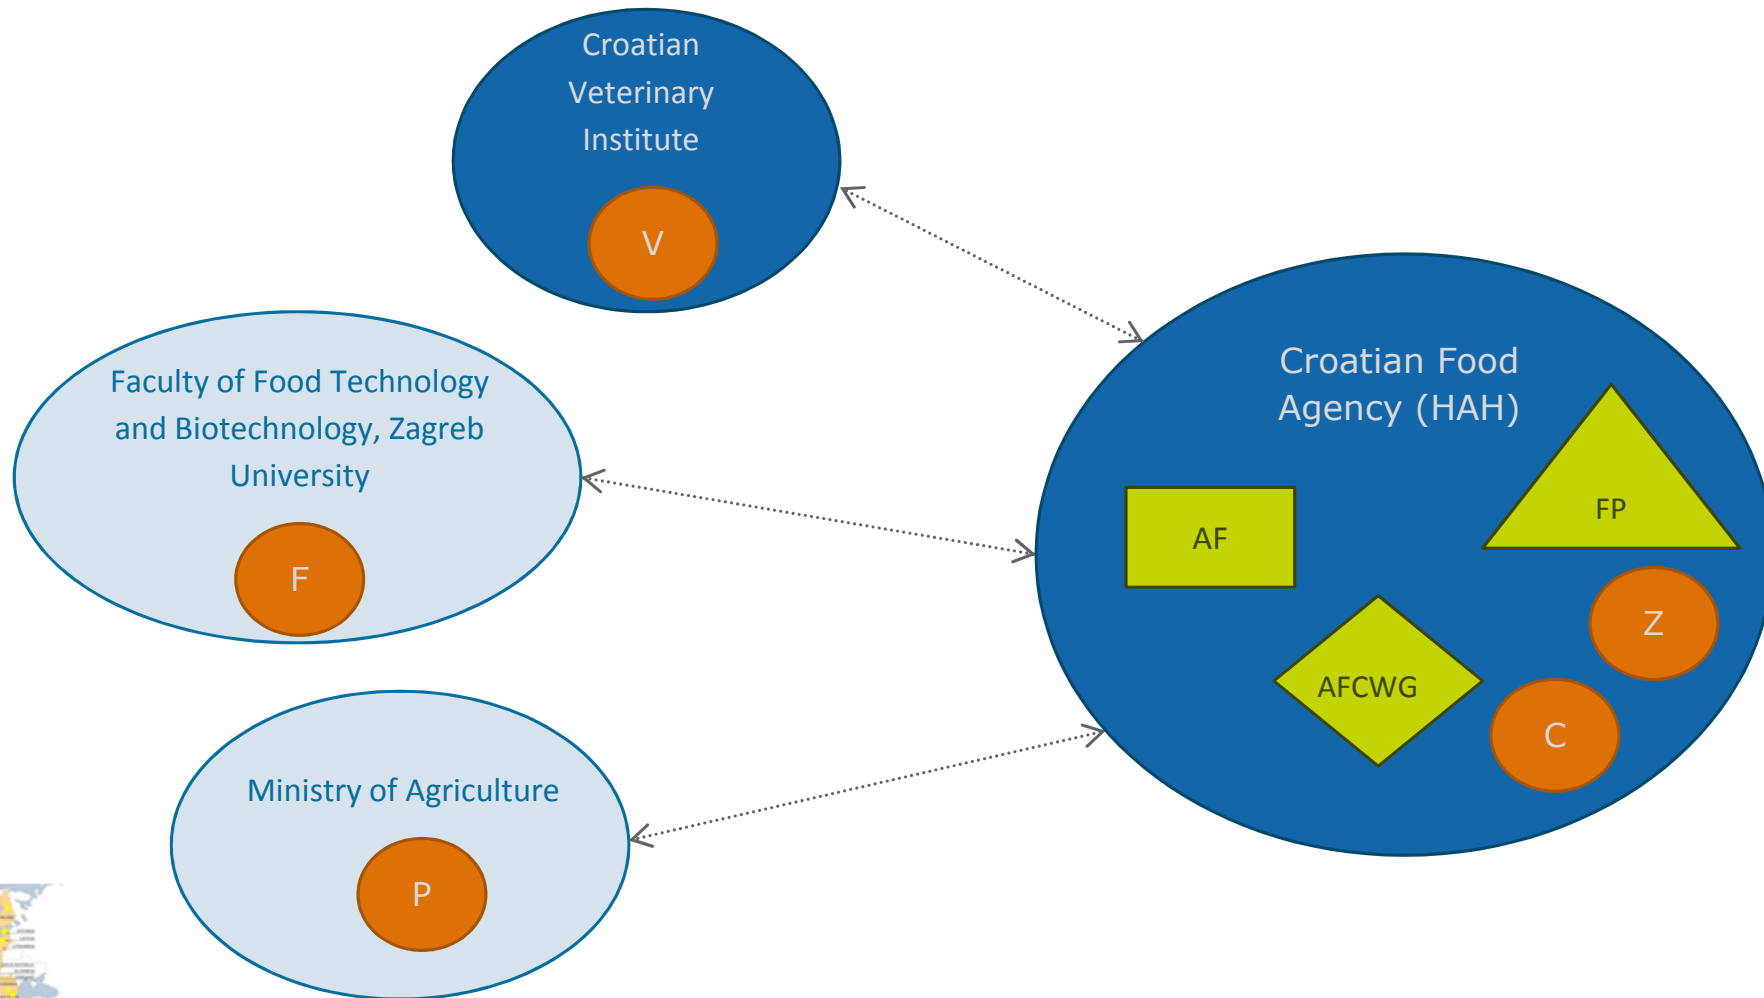 Croatian
Veterinary
Institute
V
Faculty of Food Technology
and Biotechnology, Zagreb
University
F
Ministry of Agriculture
P
Croatian Food
Agency (HAH)
FP
AF
Z
AFCWG
C